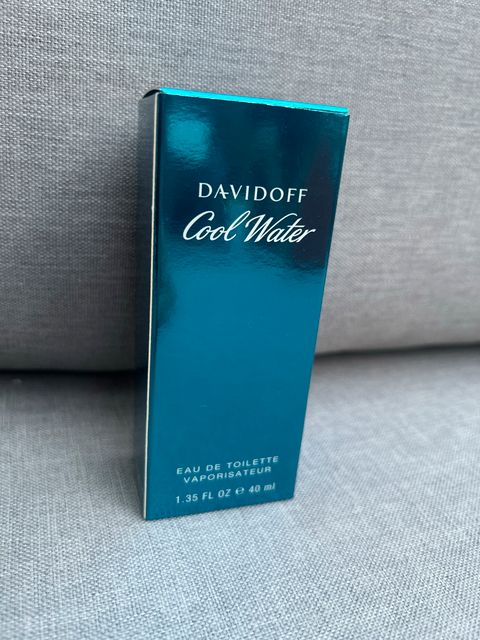 DAVIDOFF
Cool Water
EAU DE TOILETTE
VAPORISATEUR
1.35 FL OZ ℮ 40 ml